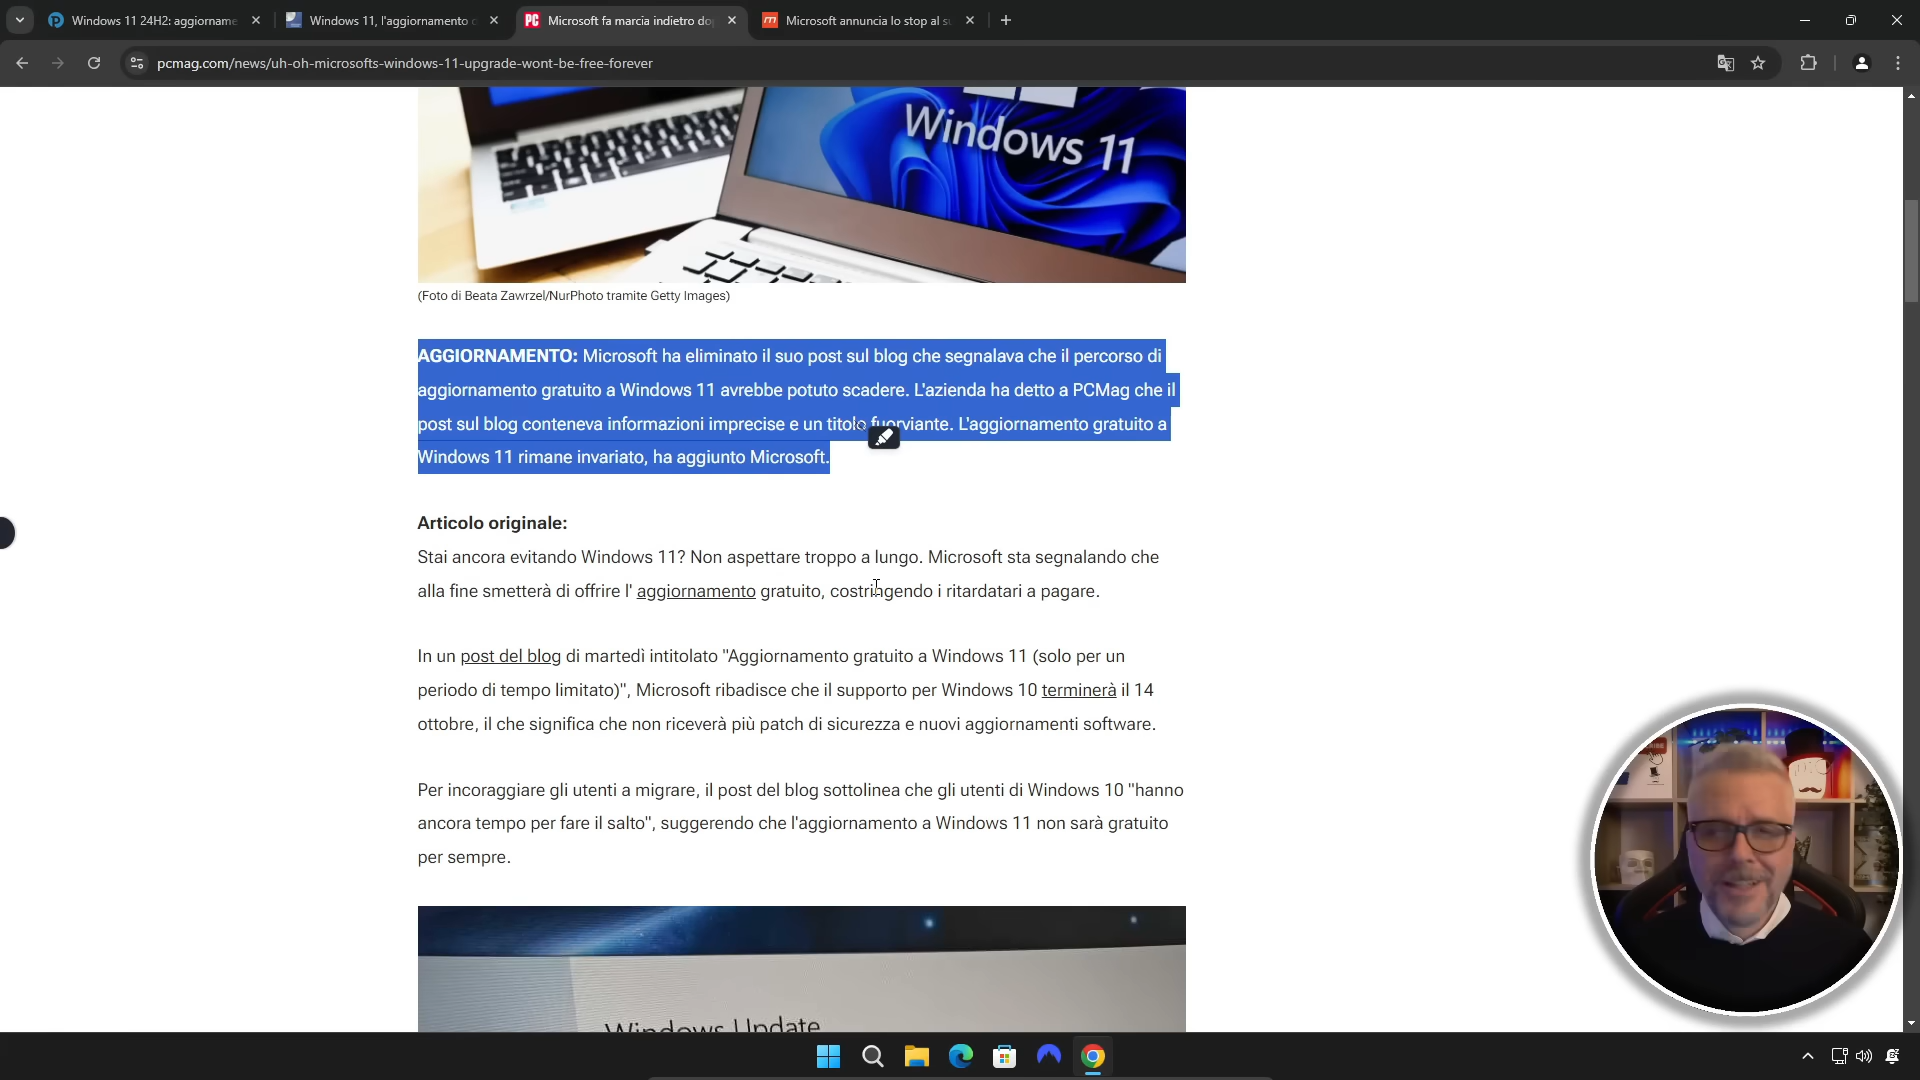 Windows 11 24H2: aggiorname
Windows 11, l'aggiornamento
PC
Microsoft fa marcia indietro do
Microsoft annuncia lo stop al s
pcmag.com/news/uh-oh-microsofts-windows-11-upgrade-wont-be-free-forever
Windows 11
(Foto di Beata Zawrzel/NurPhoto tramite Getty Images)
AGGIORNAMENTO: Microsoft ha eliminato il suo post sul blog che segnalava che il percorso di
aggiornamento gratuito a Windows 11 avrebbe potuto scadere. L'azienda ha detto a PCMag che il
post sul blog conteneva informazioni imprecise e un titolo fuorviante. L'aggiornamento gratuito a
Windows 11 rimane invariato, ha aggiunto Microsoft.
Articolo originale:
Stai ancora evitando Windows 11? Non aspettare troppo a lungo. Microsoft sta segnalando che
alla fine smetterà di offrire l' aggiornamento gratuito, costringendo i ritardatari a pagare.
In un post del blog di martedì intitolato "Aggiornamento gratuito a Windows 11 (solo per un
periodo di tempo limitato)", Microsoft ribadisce che il supporto per Windows 10 terminerà il 14
ottobre, il che significa che non riceverà più patch di sicurezza e nuovi aggiornamenti software.
Per incoraggiare gli utenti a migrare, il post del blog sottolinea che gli utenti di Windows 10 "hanno
ancora tempo per fare il salto", suggerendo che l'aggiornamento a Windows 11 non sarà gratuito
per sempre.
Windows Update